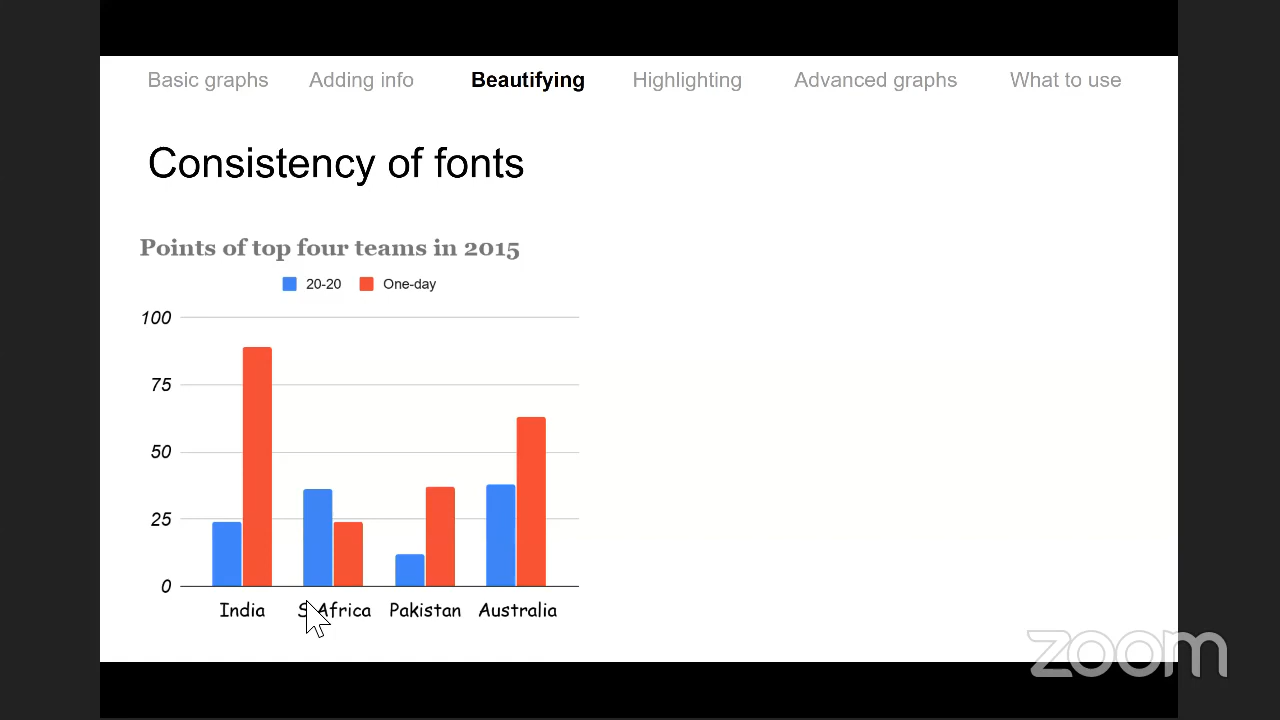 Basic graphs Adding info Beautifying Highlighting Advanced graphs What to use
Consistency of fonts
Points of top four teams in 2015
20-20 One-day
100
75
50
25
0
India Africa Pakistan Australia
zoom